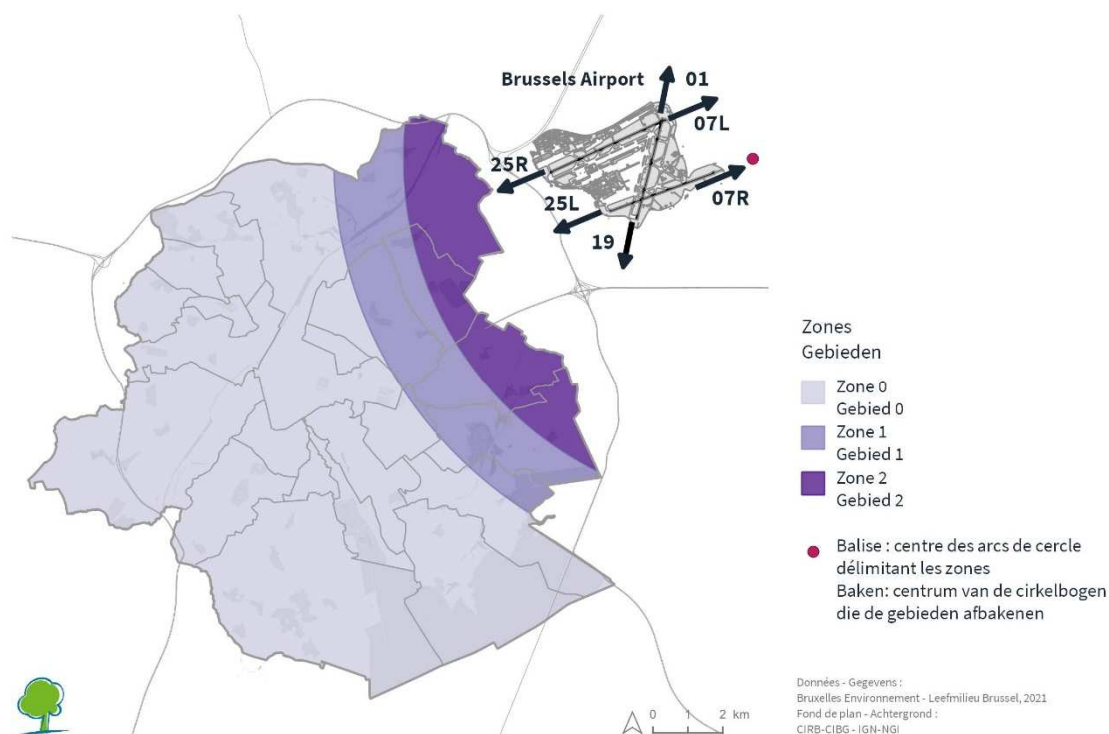 Brussels Airport
01
07L
25R
25L
07R
19
Zones
Gebieden
Zone 0
Gebied 0
Zone 1
Gebied 1
Zone 2
Gebied 2
Balise : centre des arcs de cercle
délimitant les zones
Baken: centrum van de cirkelbogen
die de gebieden afbakenen
0 1 2 km
Données - Gegevens :
Bruxelles Environnement - Leefmilieu Brussel, 2021
Fond de plan - Achtergrond :
CIRB-CIBG - IGN-NGI